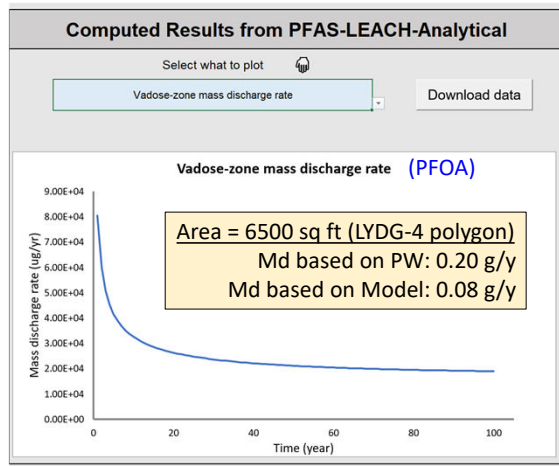 Computed Results from PFAS-LEACH-Analytical
Select what to plot
Vadose-zone mass discharge rate
Download data
Vadose-zone mass discharge rate (PFOA)
Area = 6500 sq ft (LYDG-4 polygon)
Md based on PW: 0.20 g/y
Md based on Model: 0.08 g/y
Mass discharge rate (ug/yr)
9.00E+04
8.00E+04
7.00E+04
6.00E+04
5.00E+04
4.00E+04
3.00E+04
2.00E+04
1.00E+04
0.00E+00
0 20 40 60 80 100
Time (year)